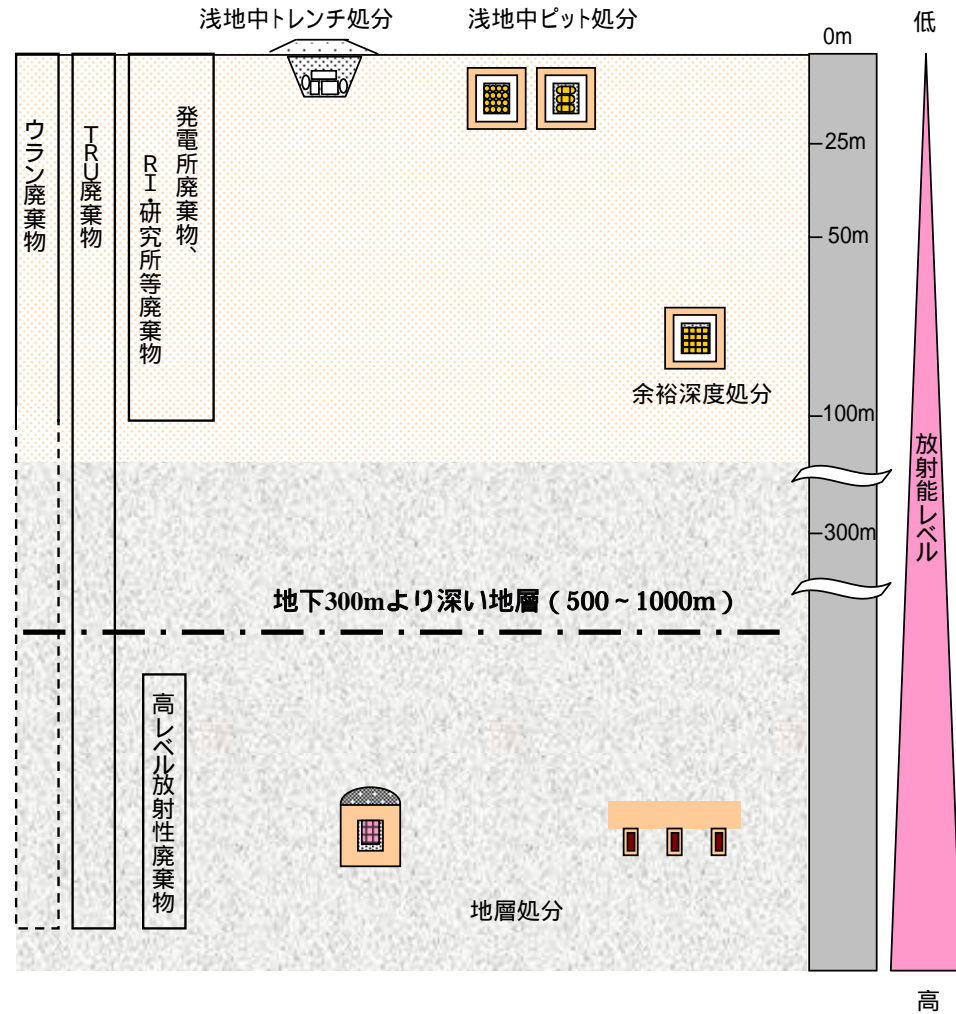 浅地中トレンチ処分
浅地中ピット処分
低
0m
25m
50m
100m
300m
ウラン廃棄物
TRU廃棄物
発電所廃棄物、
RI・研究所等廃棄物
余裕深度処分
放射能レベル
地下300mより深い地層(500~1000m)
高レベル放射性廃棄物
地層処分
高